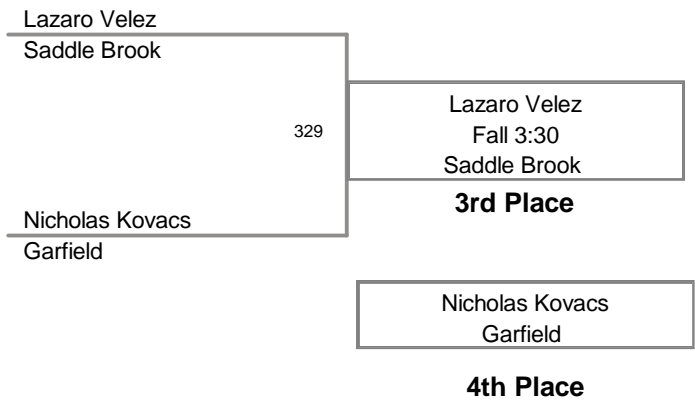 Lazaro Velez
Saddle Brook
329
Lazaro Velez
Fall 3:30
Saddle Brook
3rd Place
Nicholas Kovacs
Garfield
Nicholas Kovacs
Garfield
4th Place